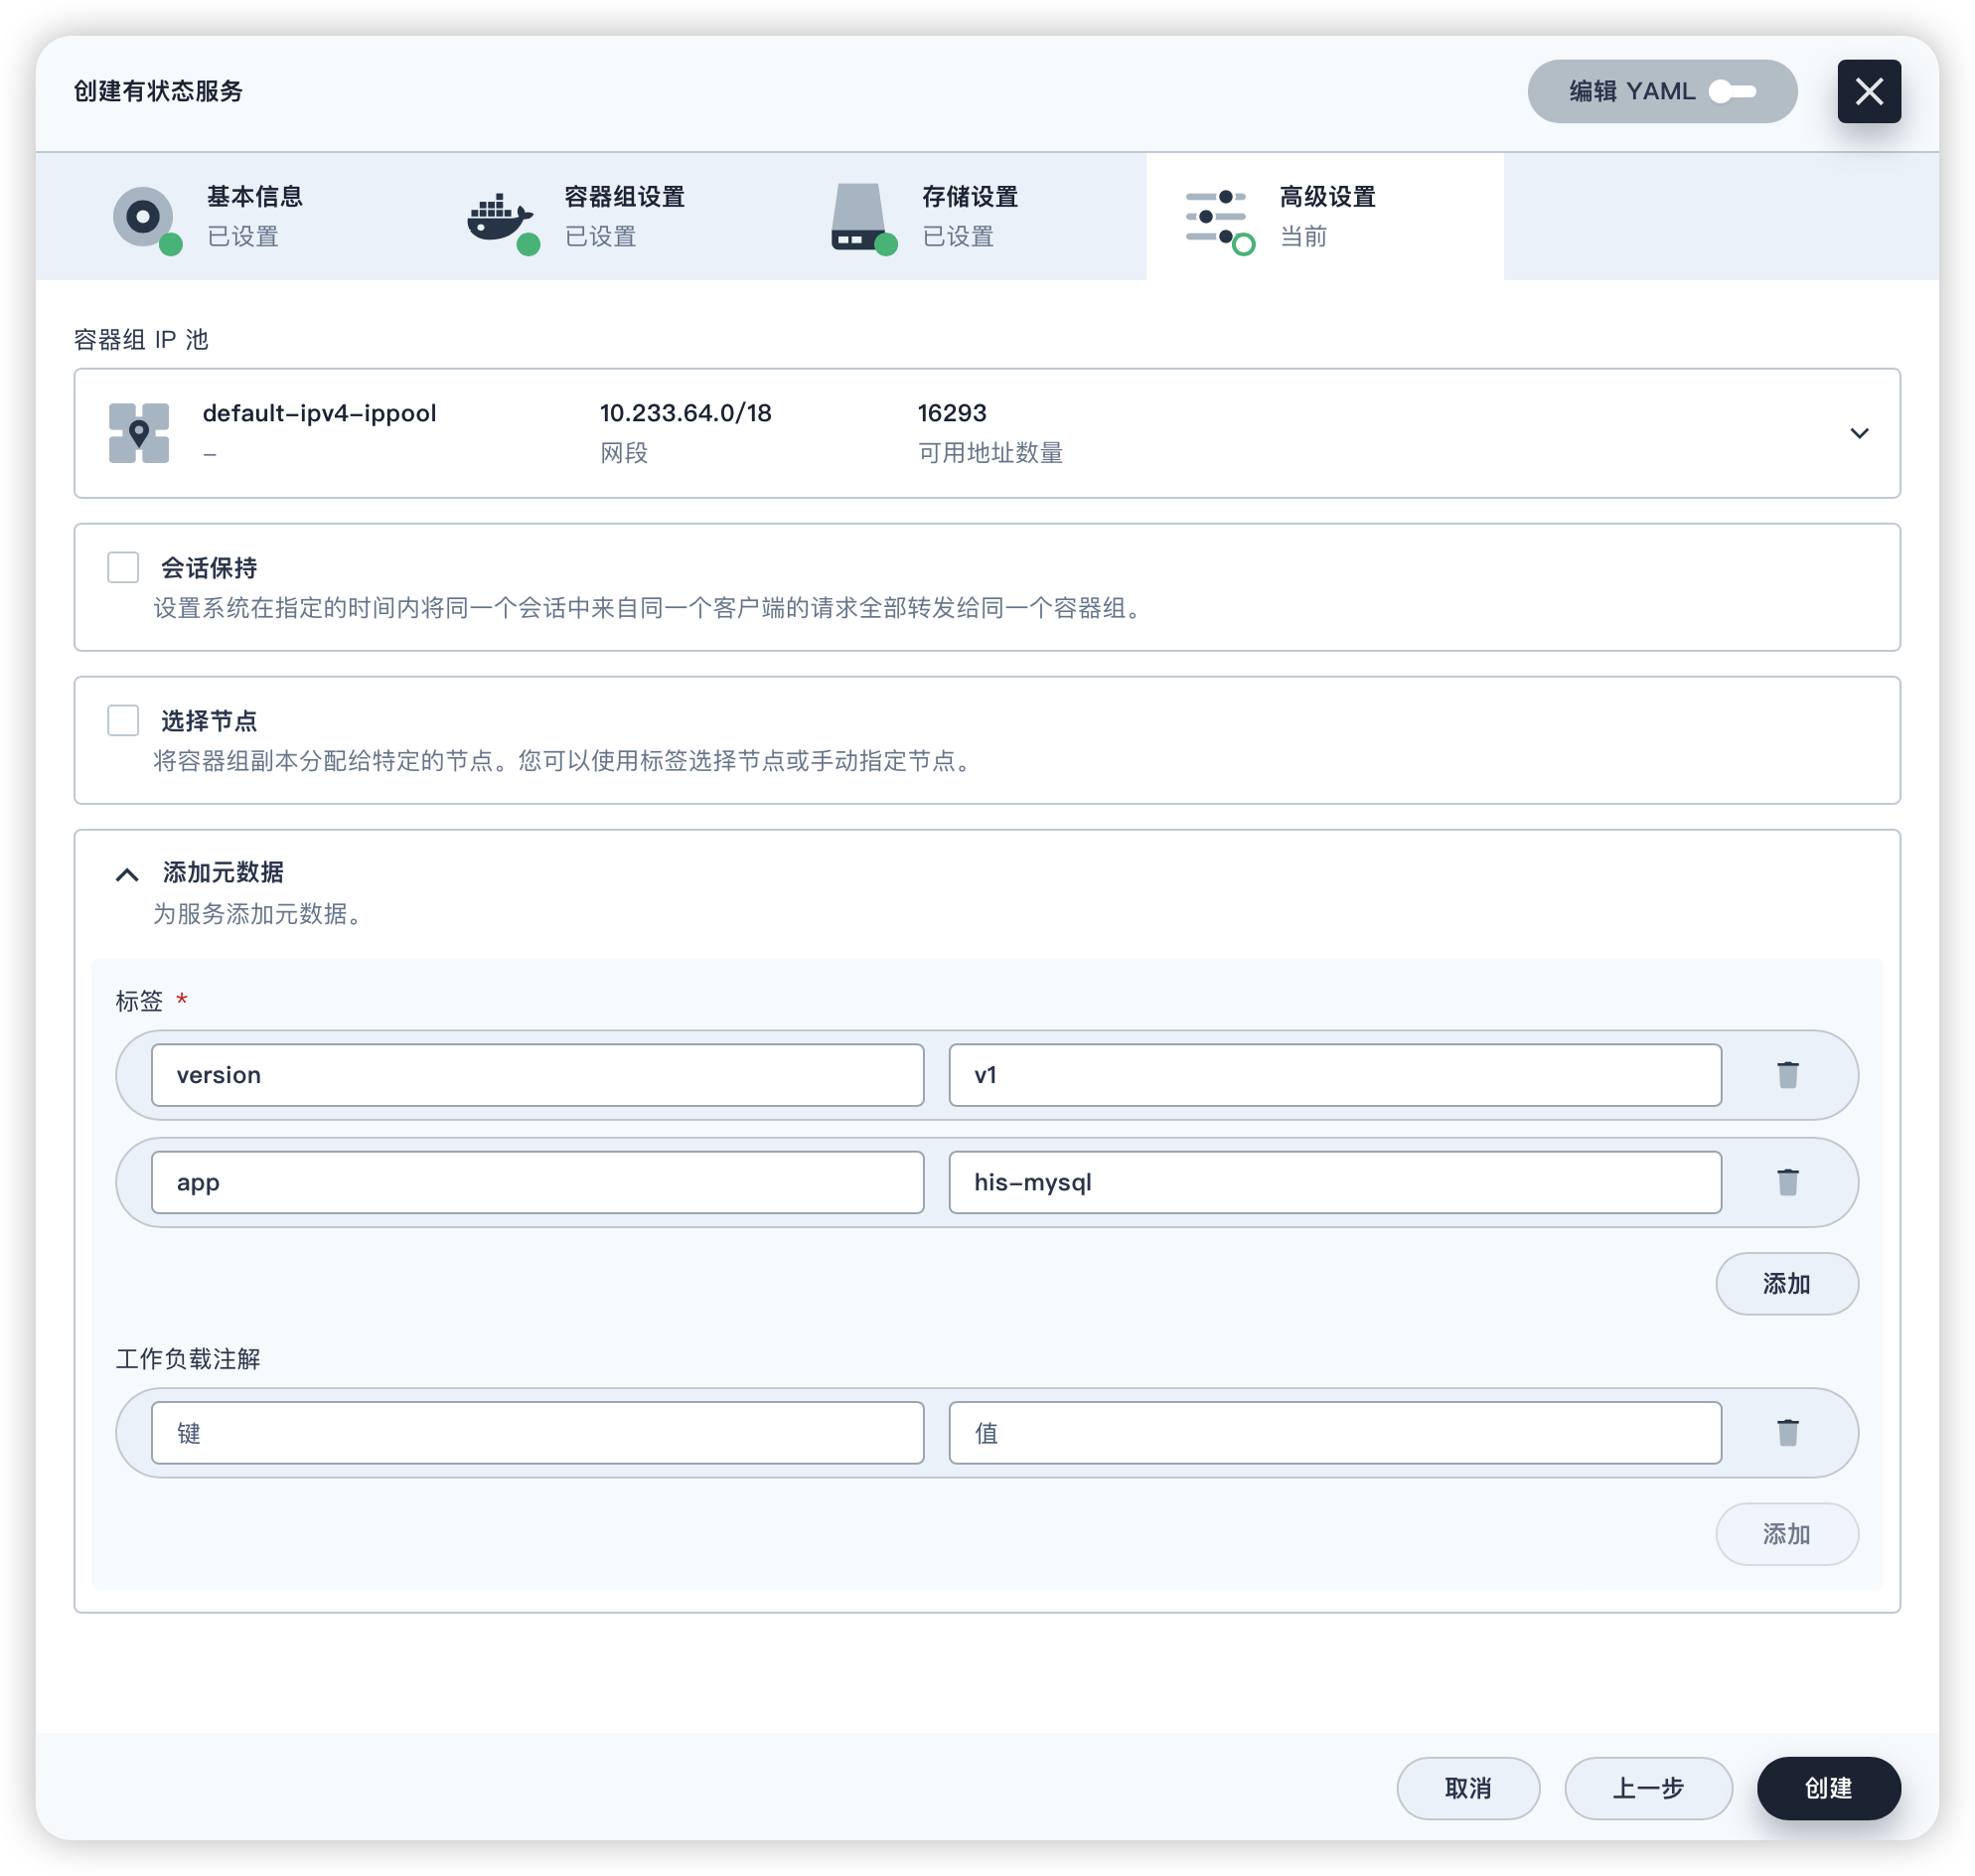 创建有状态服务
编辑 YAML
基本信息
已设置
容器组设置
已设置
存储设置
已设置
高级设置
当前
容器组 IP 池
default-ipv4-ippool
–
10.233.64.0/18
网段
16293
可用地址数量
会话保持
设置系统在指定的时间内将同一个会话中来自同一个客户端的请求全部转发给同一个容器组。
选择节点
将容器组副本分配给特定的节点。您可以使用标签选择节点或手动指定节点。
添加元数据
为服务添加元数据。
标签 *
version
v1
app
his-mysql
添加
工作负载注解
键
值
添加
取消
上一步
创建